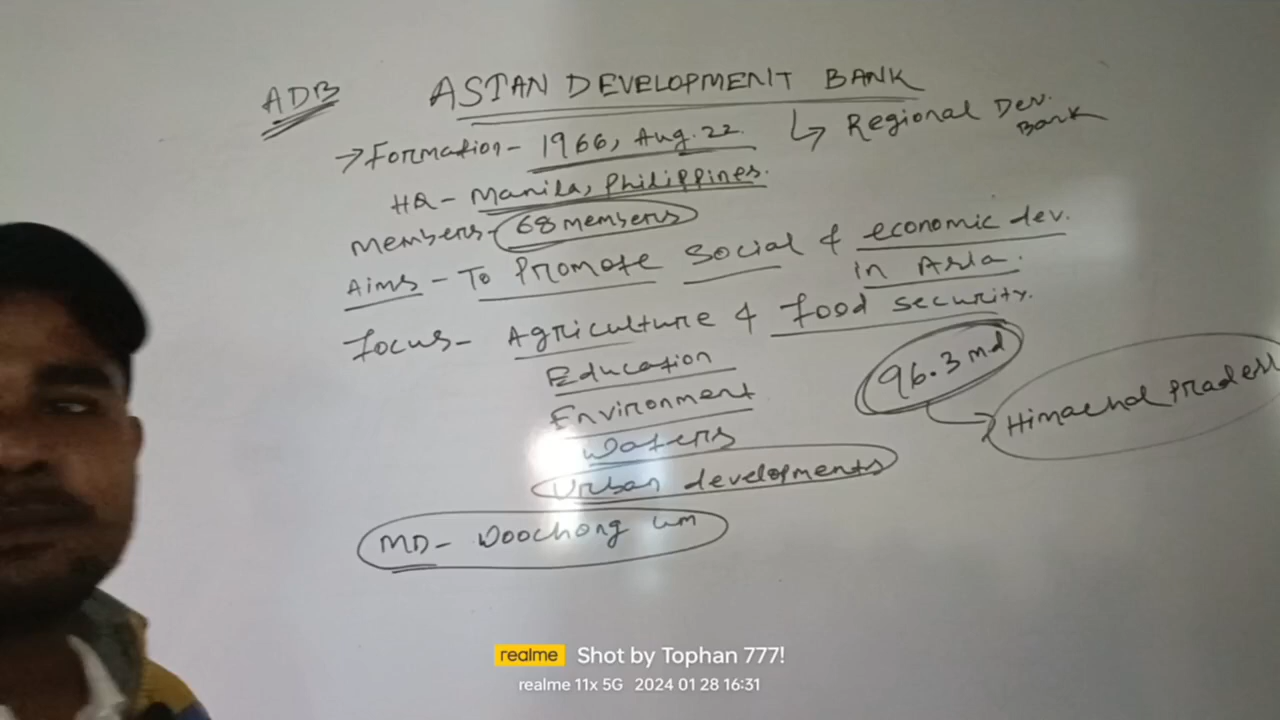 ADB ASIAN DEVELOPMENT BANK
↳ Regional Dev. Bank
→ Formation - 1966, Aug. 22.
HQ - Manila, Philippines.
Members - 68 members
Aims - To Promote Social & economic dev.
in Asia.
Focus - Agriculture & food security.
Education
Environment
Waters
Urban developments
96.3 md
Himachal Pradesh
MD - Woochong um
realme Shot by Tophan 777!
realme 11x 5G 2024 01 28 16:31